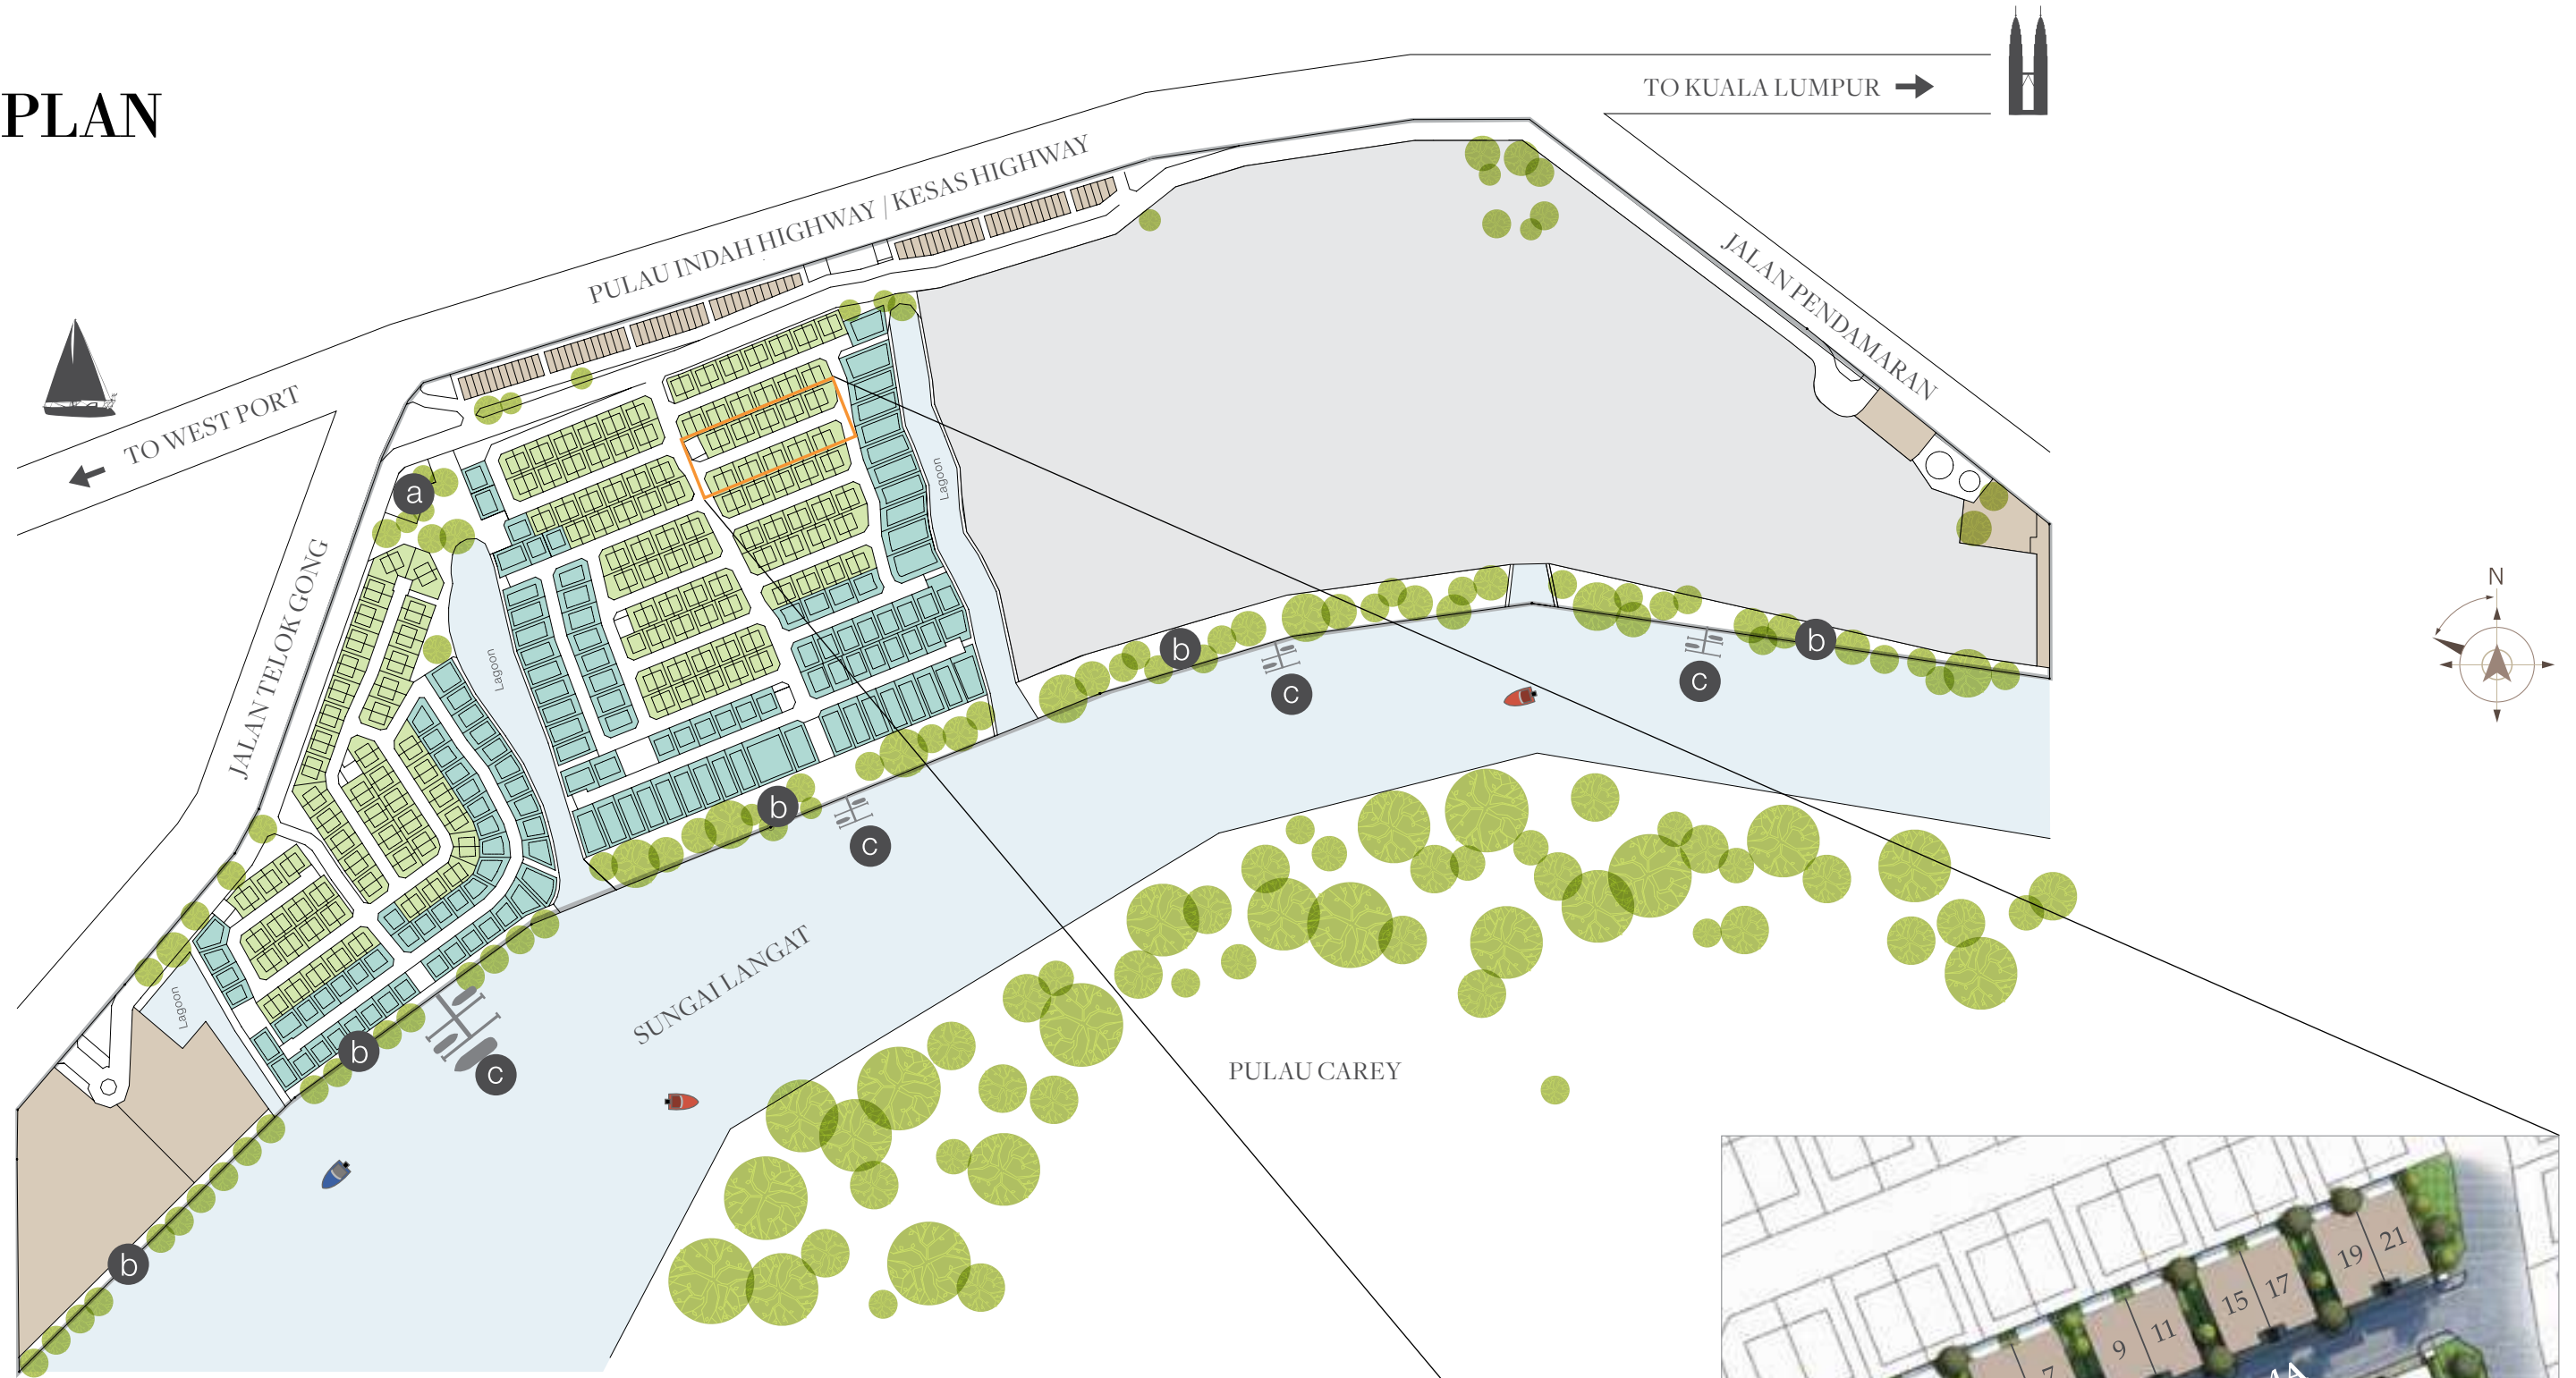 PLAN
TO KUALA LUMPUR
PULAU INDAH HIGHWAY / KESAS HIGHWAY
JALAN PENDAMARAN
TO WEST PORT
a
Lagoon
JALAN TELOK GONG
Lagoon
N
b
b
c
c
b
c
SUNGAI LANGAT
Lagoon
b
c
PULAU CAREY
b
19 21
15 17
9 11
7